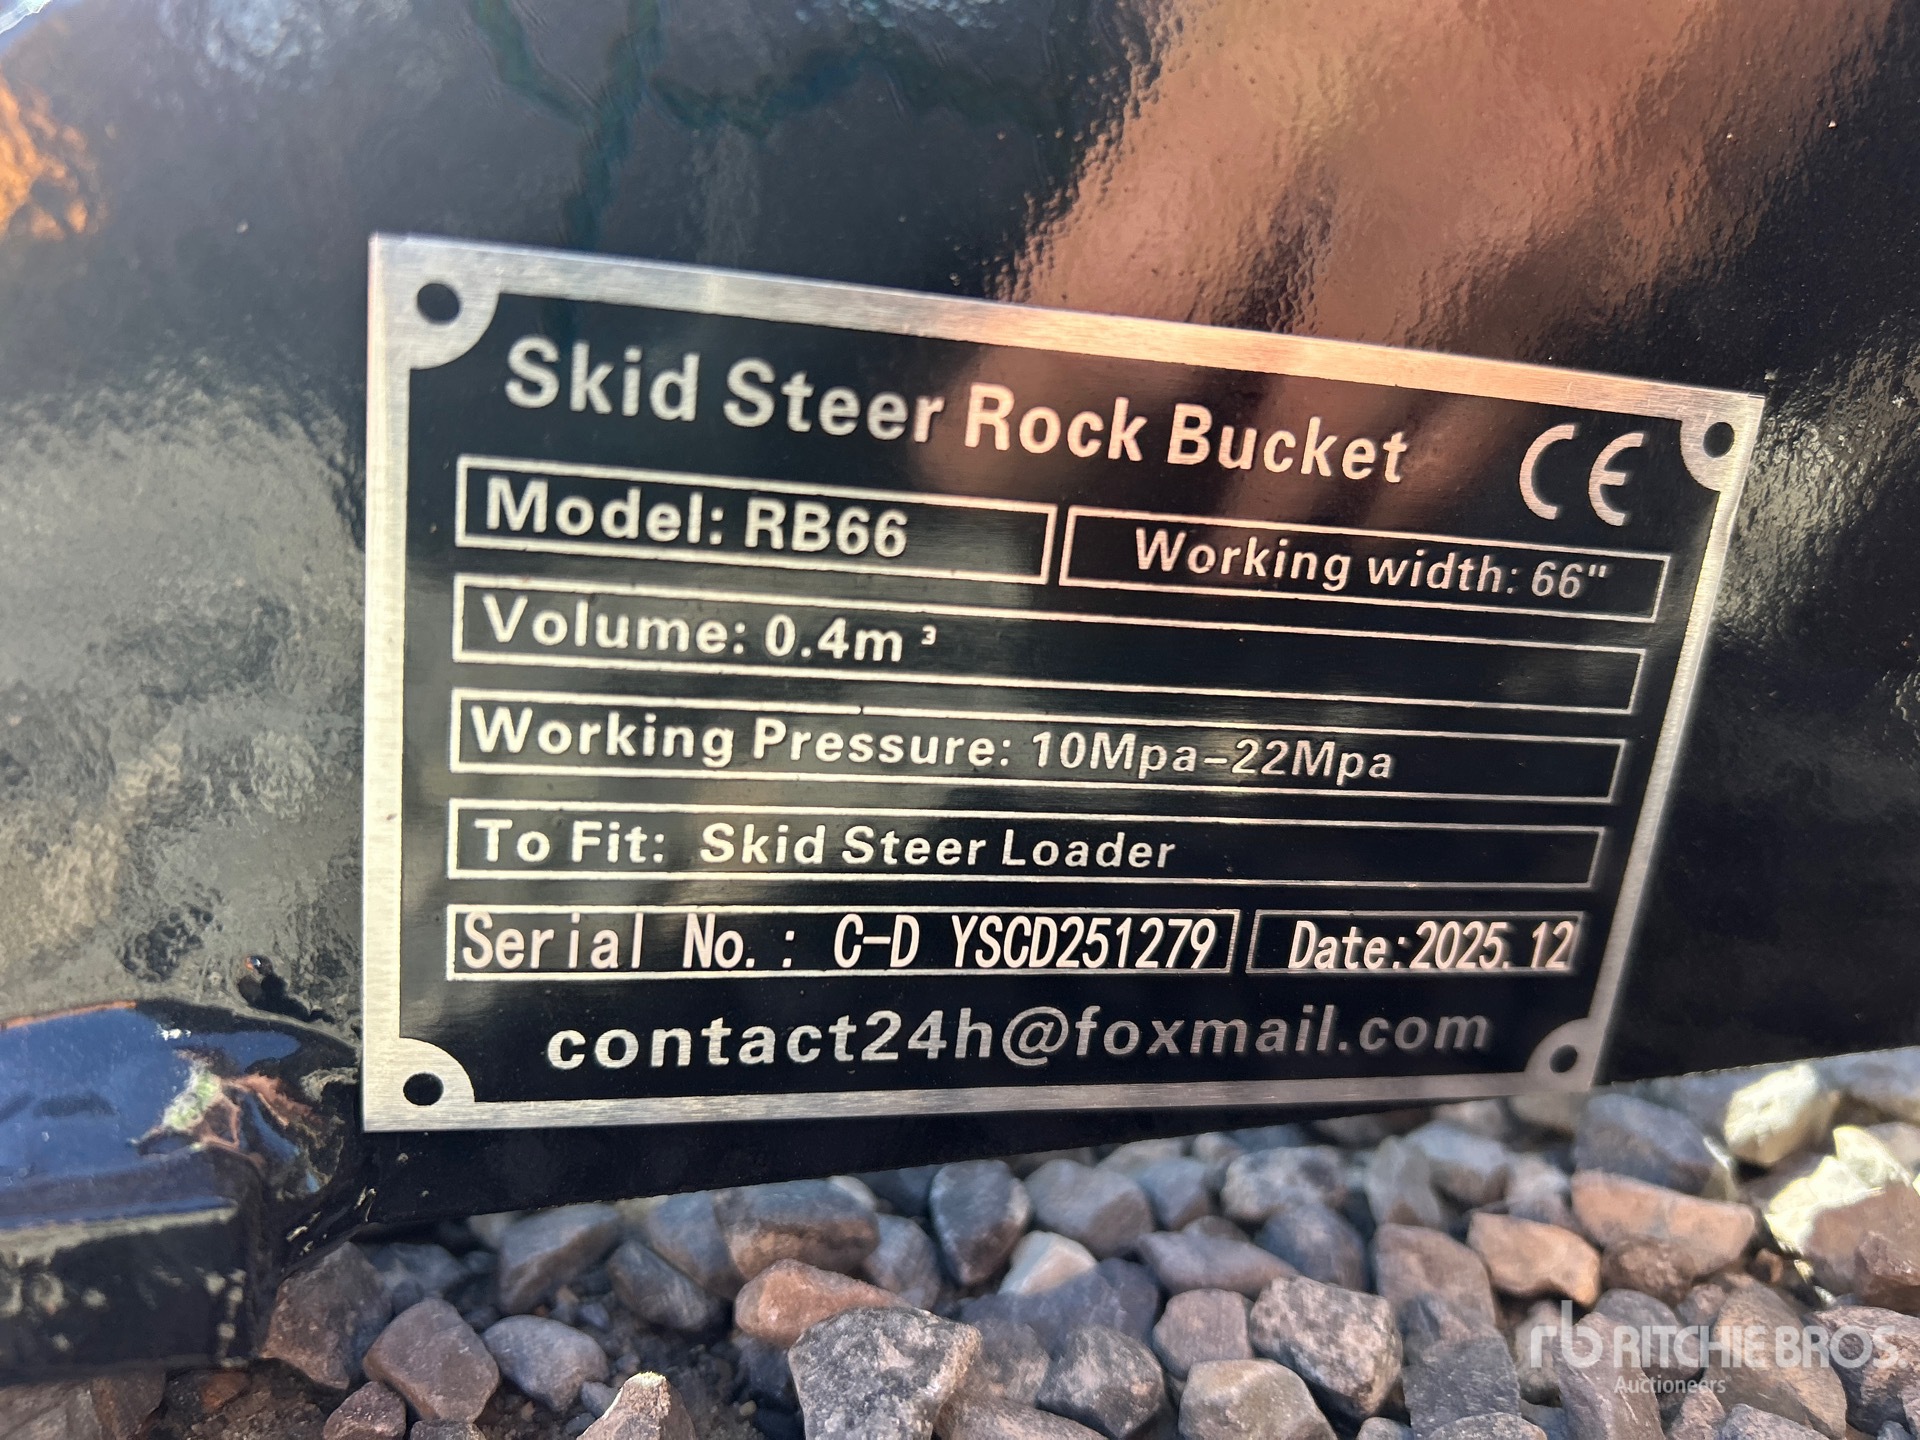 Skid Steer Rock Bucket CE
Model: RB66 Working width: 66"
Volume: 0.4m³
Working Pressure: 10Mpa-22Mpa
To Fit: Skid Steer Loader
Serial No.: C-D YSCD251279 Date:2025.12
contact24h@foxmail.com
rb RITCHIE BROS.
Auctioneers